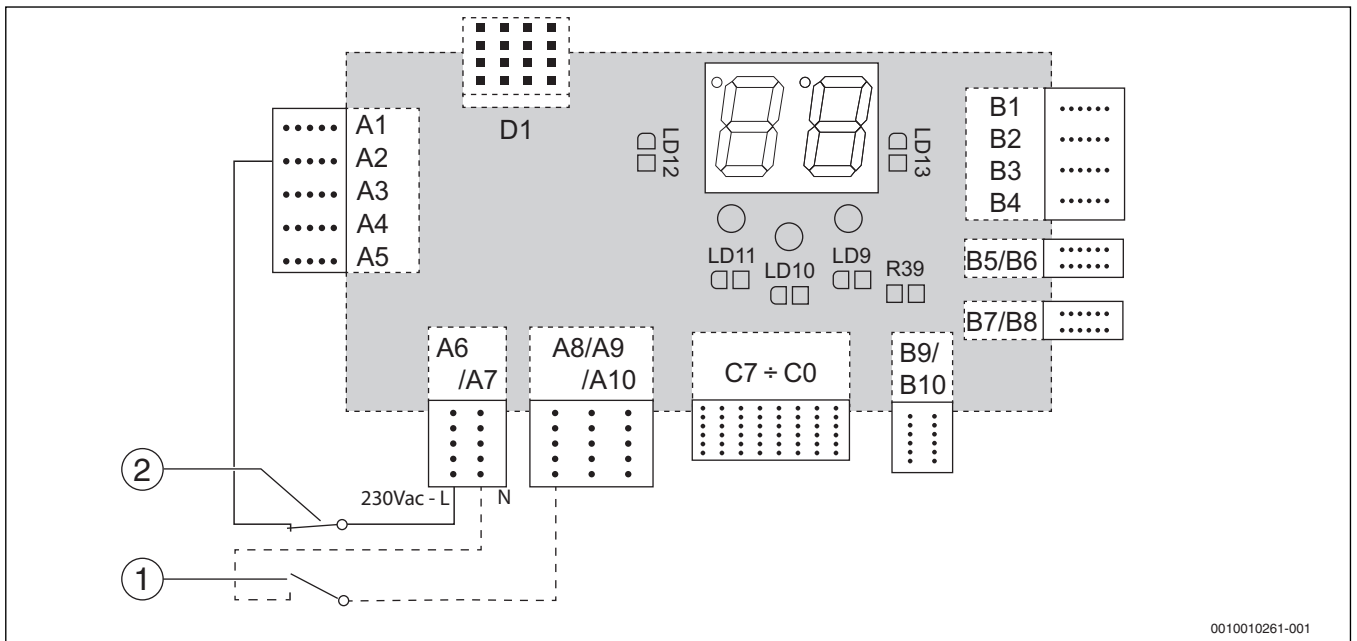 D1
A1
A2
A3
A4
A5
LD12
LD13
B1
B2
B3
B4
LD11
LD10
LD9
R39
B5/B6
B7/B8
A6
/A7
A8/A9
/A10
C7 ÷ C0
B9/
B10
2
230Vac - L
N
1
0010010261-001